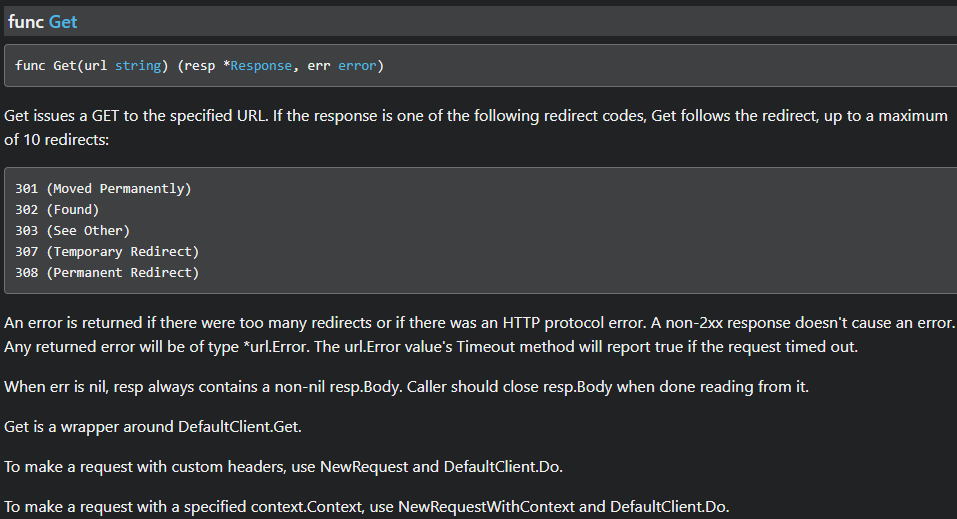 func Get
func Get(url string) (resp *Response, err error)
Get issues a GET to the specified URL. If the response is one of the following redirect codes, Get follows the redirect, up to a maximum
of 10 redirects:
301 (Moved Permanently)
302 (Found)
303 (See Other)
307 (Temporary Redirect)
308 (Permanent Redirect)
An error is returned if there were too many redirects or if there was an HTTP protocol error. A non-2xx response doesn't cause an error.
Any returned error will be of type *url.Error. The url.Error value's Timeout method will report true if the request timed out.
When err is nil, resp always contains a non-nil resp.Body. Caller should close resp.Body when done reading from it.
Get is a wrapper around DefaultClient.Get.
To make a request with custom headers, use NewRequest and DefaultClient.Do.
To make a request with a specified context.Context, use NewRequestWithContext and DefaultClient.Do.